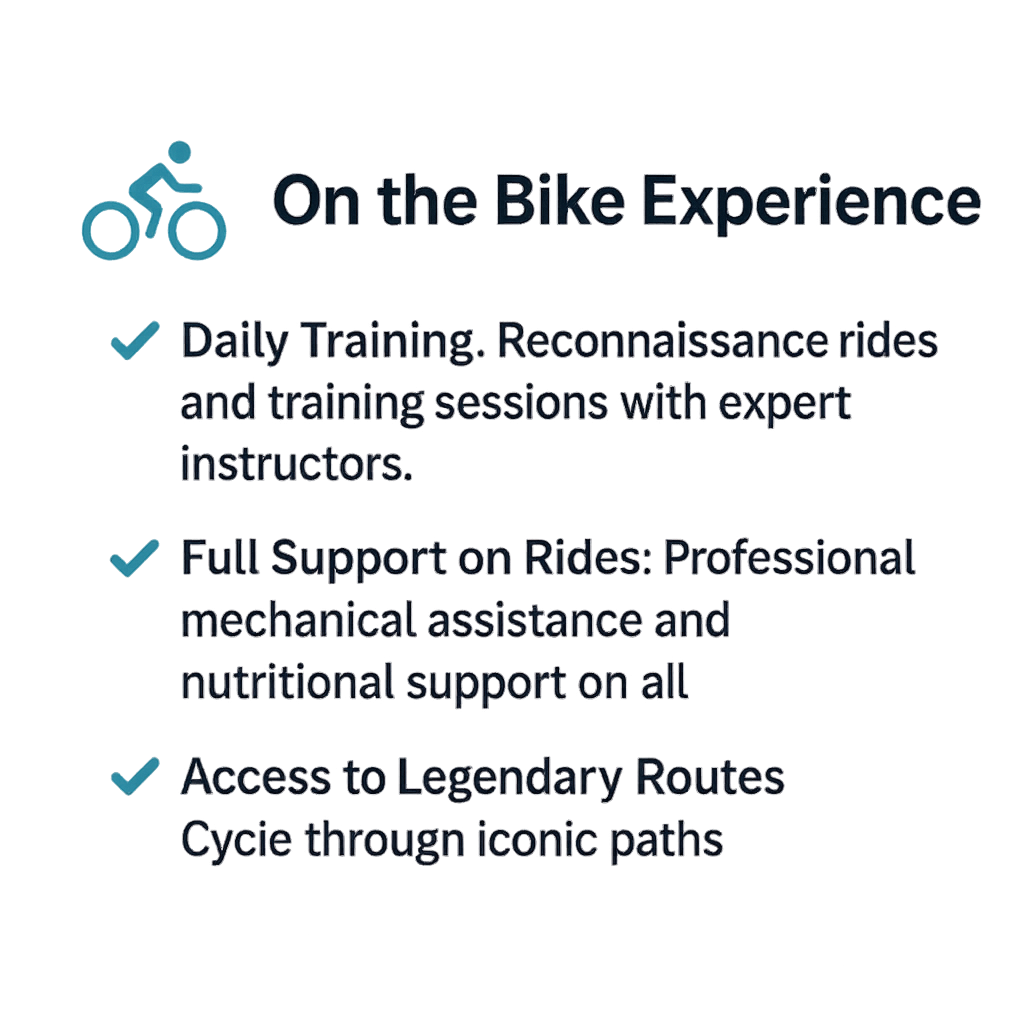 On the Bike Experience
Daily Training. Reconnaissance rides
and training sessions with expert
instructors.
Full Support on Rides: Professional
mechanical assistance and
nutritional support on all
Access to Legendary Routes
Cycie througn iconic paths